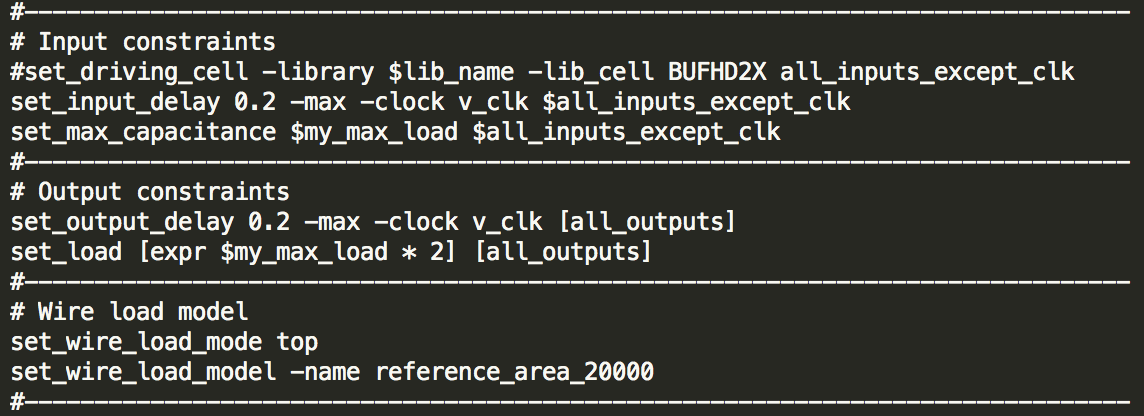 #-------------------------------------------------------------------------------
# Input constraints
#set_driving_cell -library $lib_name -lib_cell BUFHD2X all_inputs_except_clk
set_input_delay 0.2 -max -clock v_clk $all_inputs_except_clk
set_max_capacitance $my_max_load $all_inputs_except_clk
#-------------------------------------------------------------------------------
# Output constraints
set_output_delay 0.2 -max -clock v_clk [all_outputs]
set_load [expr $my_max_load * 2] [all_outputs]
#-------------------------------------------------------------------------------
# Wire load model
set_wire_load_mode top
set_wire_load_model -name reference_area_20000
#-------------------------------------------------------------------------------